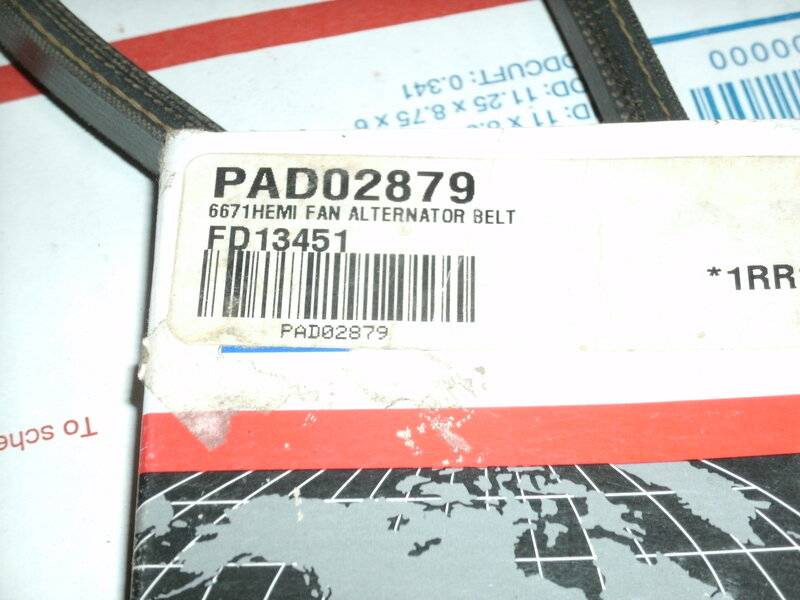 00000
ODCUFT: 0.341
OD: 11.25 x 8.75 x 6
PAD02879
6671HEMI FAN ALTERNATOR BELT
FD13451
*1RR
PAD02879
To sche